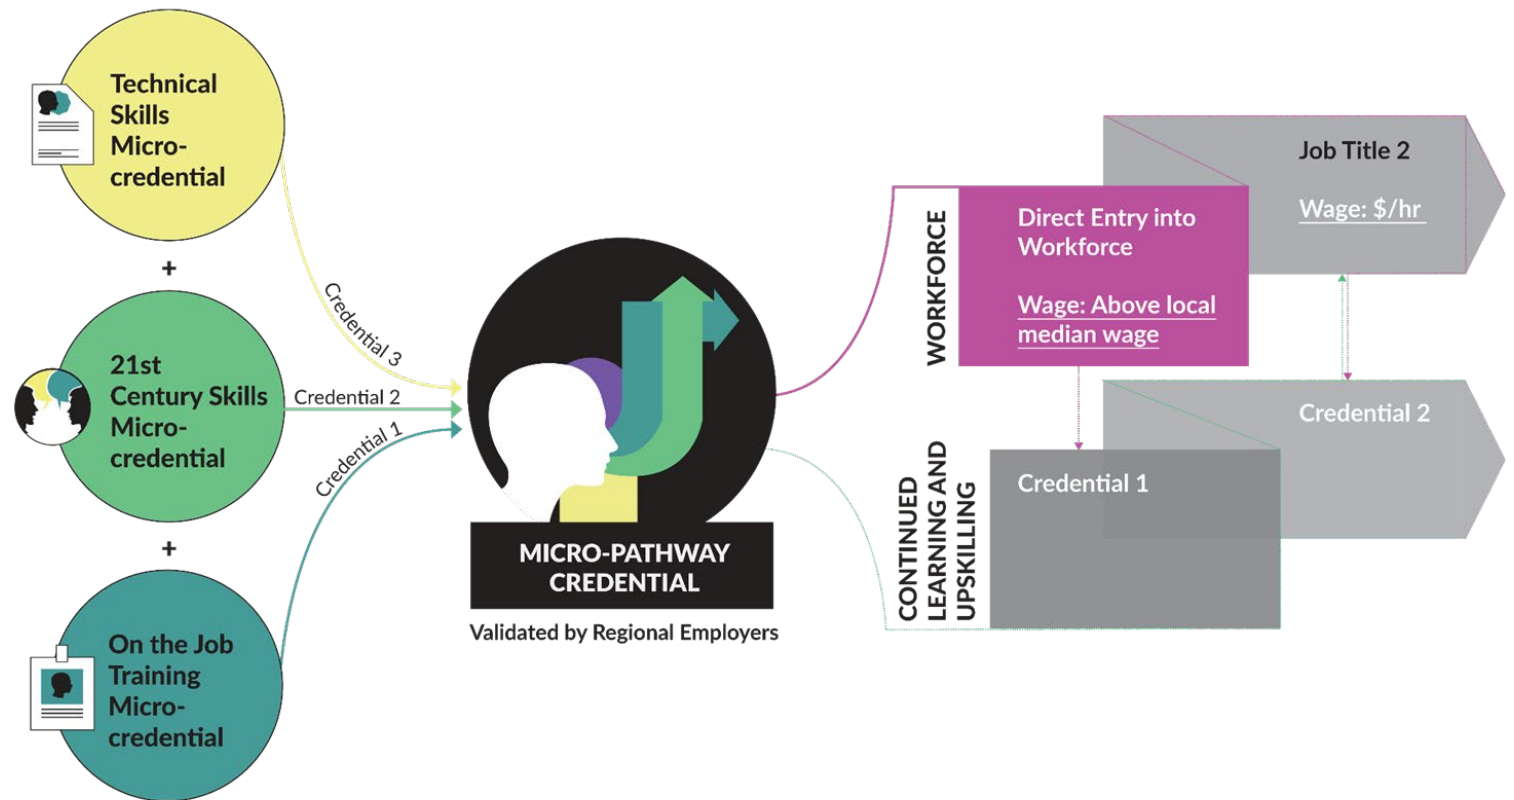 Technical
Skills
Micro-
credential
+
21st
Century Skills
Micro-
credential
+
On the Job
Training
Micro-
credential
Credential 3
Credential 2
Credential 1
MICRO-PATHWAY
CREDENTIAL
Validated by Regional Employers
WORKFORCE
Direct Entry into
Workforce
Wage: Above local
median wage
Job Title 2
Wage: $/hr
CONTINUED
LEARNING AND
UPSKILLING
Credential 1
Credential 2